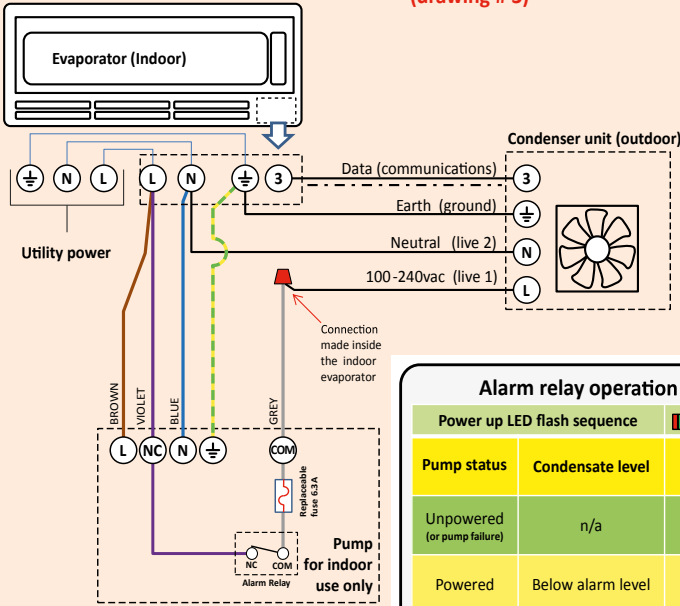 (drawing # 3)
Evaporator (Indoor)
Condenser unit (outdoor)
N
L
L
N
3
Data (communications)
3
Earth (ground)
Neutral (live 2)
N
100-240vac (live 1)
L
Utility power
Connection
made inside
the indoor
evaporator
BROWN
VIOLET
BLUE
GREY
L
NC
N
COM
Replaceable
fuse 6.3 A
NC
COM
Alarm Relay
Pump
for indoor
use only
Alarm relay operation
Power up LED flash sequence
Pump status
Condensate level
Unpowered
(or pump failure)
n/a
Powered
Below alarm level